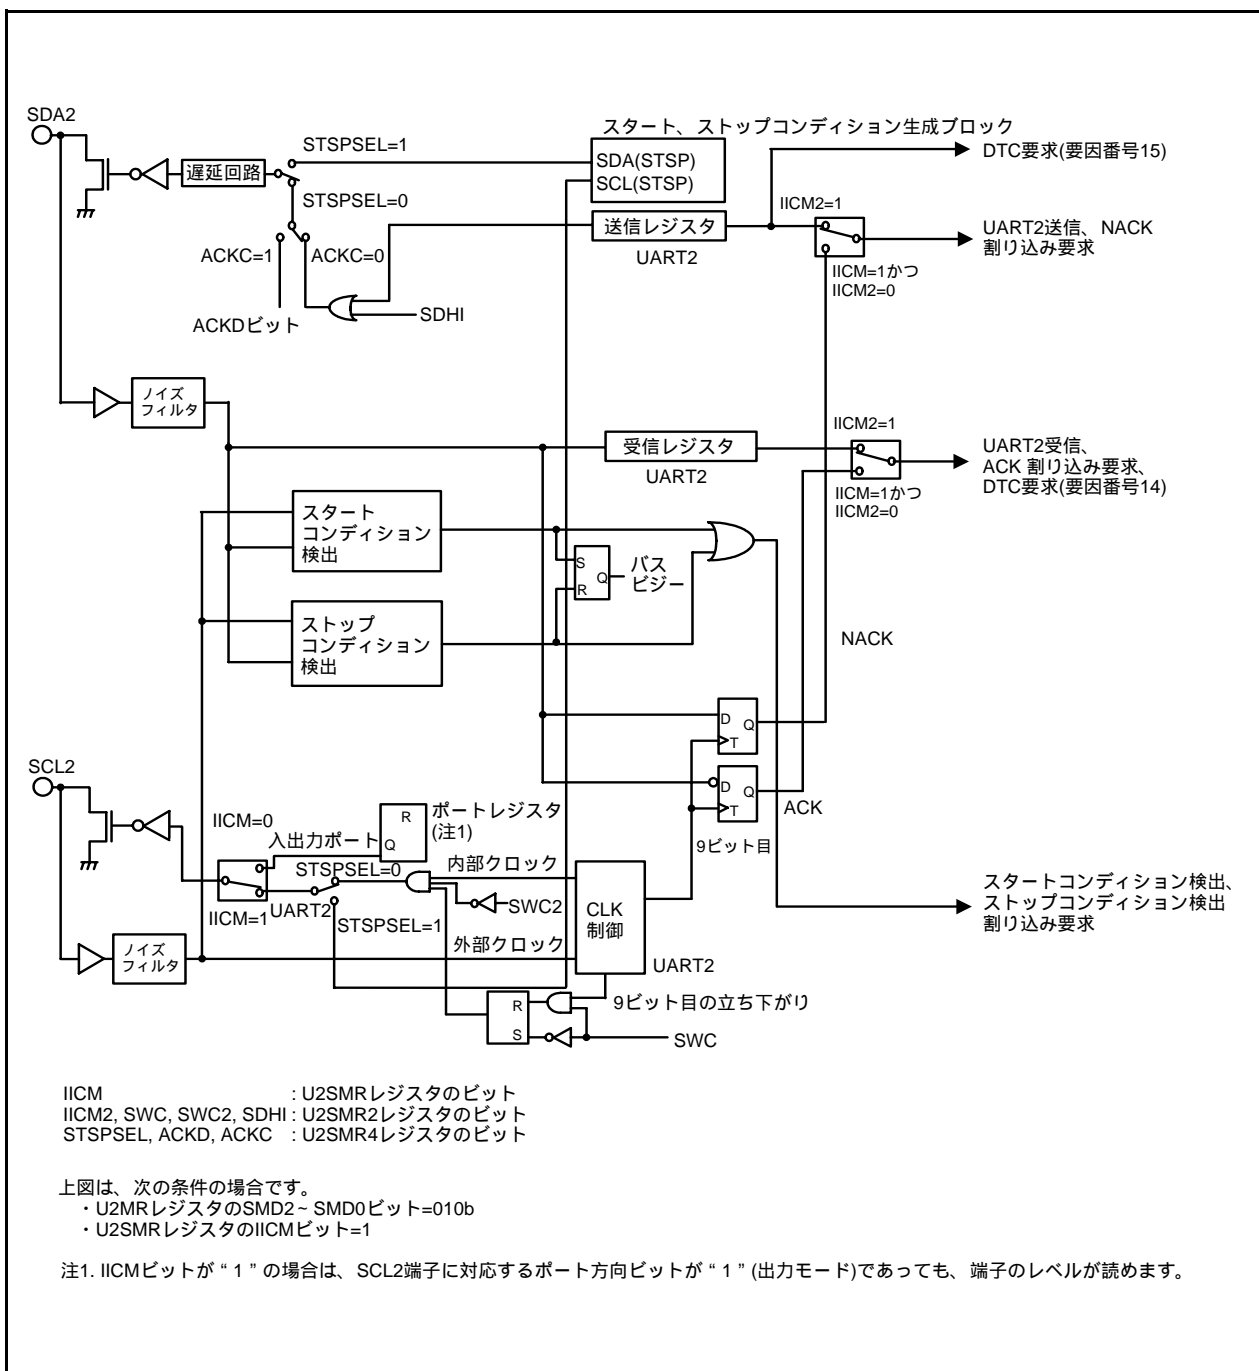 SDA2
スタート、ストップコンディション生成ブロック
STSPSEL=1
SDA(STSP)
SCL(STSP)
DTC要求(要因番号15)
遅延回路
STSPSEL=0
IICM2=1
送信レジスタ
UART2
UART2送信、NACK
割り込み要求
ACKC=1
ACKC=0
IICM=1かつ
IICM2=0
SDHI
ACKDビット
ノイズ
フィルタ
IICM2=1
受信レジスタ
UART2
UART2受信、
ACK 割り込み要求、
DTC要求(要因番号14)
IICM=1かつ
IICM2=0
スタート
コンディション
検出
S
R
Q
バス
ビジー
ストップ
コンディション
検出
NACK
D
Q
T
SCL2
D
Q
T
ACK
9ビット目
IICM=0
入出力ポート
R
Q
ポートレジスタ
(注1)
STSPSEL=0
内部クロック
IICM=1
UART2
SWC2
CLK
制御
STSPSEL=1
外部クロック
UART2
スタートコンディション検出、
ストップコンディション検出
割り込み要求
ノイズ
フィルタ
R
S
9ビット目の立ち下がり
SWC
IICM : U2SMRレジスタのビット
IICM2, SWC, SWC2, SDHI : U2SMR2レジスタのビット
STSPSEL, ACKD, ACKC : U2SMR4レジスタのビット
上図は、次の条件の場合です。
・U2MRレジスタのSMD2~SMD0ビット=010b
・U2SMRレジスタのIICMビット=1
注1. IICMビットが“1”の場合は、SCL2端子に対応するポート方向ビットが“1”(出力モード)であっても、端子のレベルが読めます。